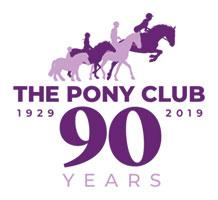 THE PONY CLUB
1929 90 2019
YEARS